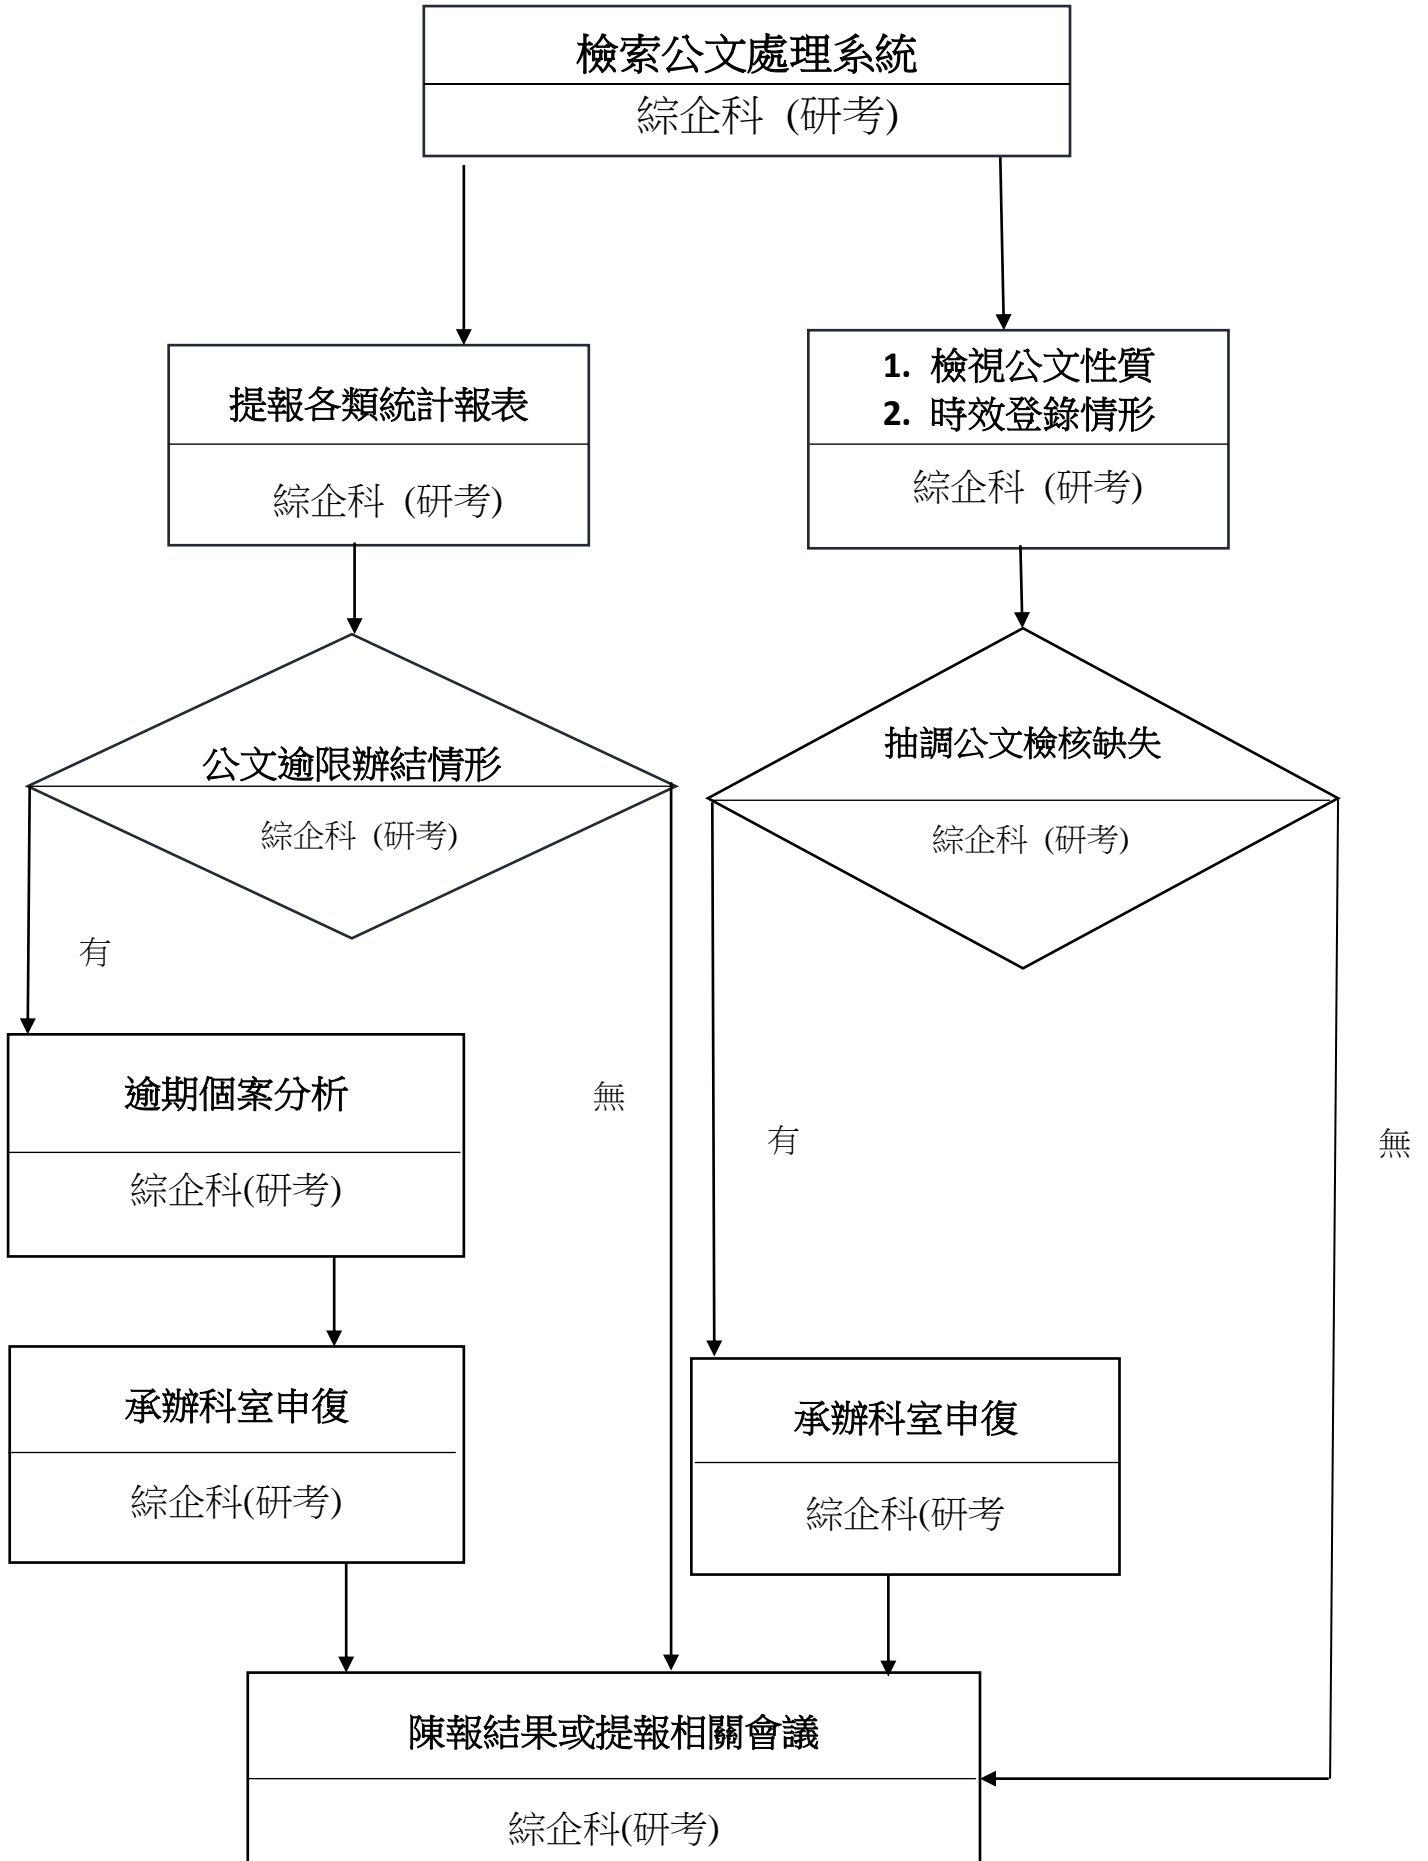 檢索公文處理系統
綜企科 (研考)
提報各類統計報表
綜企科 (研考)
1. 檢視公文性質
2. 時效登錄情形
綜企科 (研考)
公文逾限辦結情形
綜企科 (研考)
抽調公文檢核缺失
綜企科 (研考)
有
無
有
無
逾期個案分析
綜企科(研考)
承辦科室申復
綜企科(研考)
承辦科室申復
綜企科(研考
陳報結果或提報相關會議
綜企科(研考)